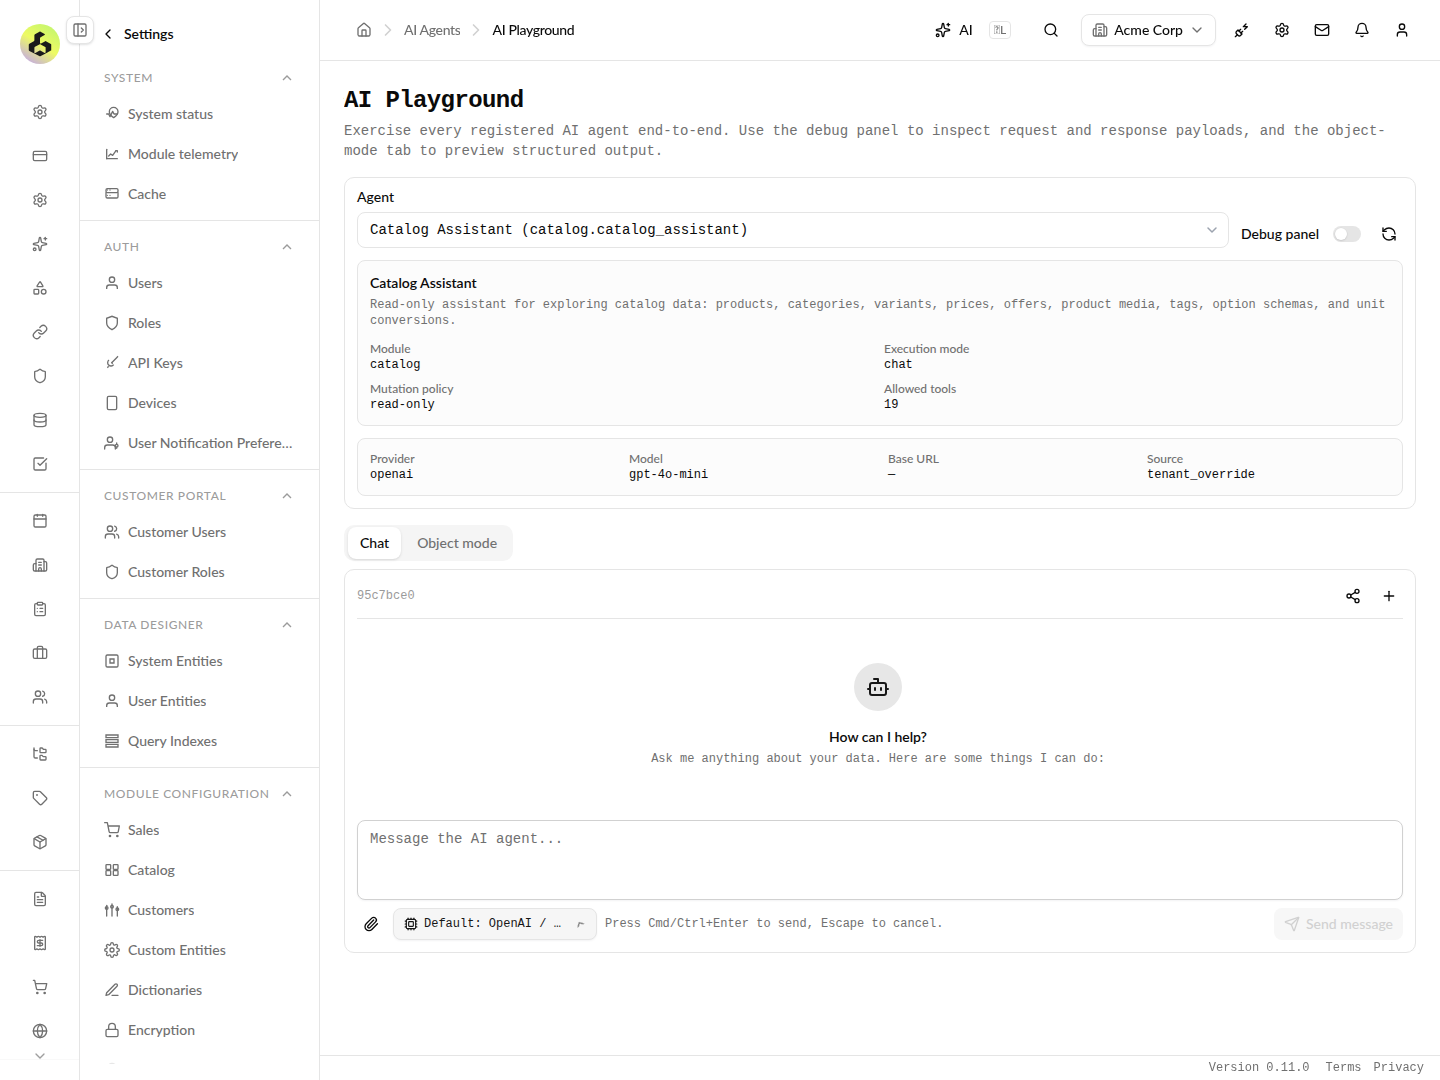 Settings
SYSTEM
System status
Module telemetry
Cache
AUTH
Users
Roles
API Keys
Devices
User Notification Prefere...
CUSTOMER PORTAL
Customer Users
Customer Roles
DATA DESIGNER
System Entities
User Entities
Query Indexes
MODULE CONFIGURATION
Sales
Catalog
Customers
Custom Entities
Dictionaries
Encryption
AI Agents
AI Playground
AI
L
Acme Corp
AI Playground
Exercise every registered AI agent end-to-end. Use the debug panel to inspect request and response payloads, and the object-
mode tab to preview structured output.
Agent
Catalog Assistant (catalog.catalog_assistant)
Debug panel
Catalog Assistant
Read-only assistant for exploring catalog data: products, categories, variants, prices, offers, product media, tags, option schemas, and unit
conversions.
Module
catalog
Execution mode
chat
Mutation policy
read-only
Allowed tools
19
Provider
openai
Model
gpt-4o-mini
Base URL
—
Source
tenant_override
Chat
Object mode
95c7bce0
How can I help?
Ask me anything about your data. Here are some things I can do:
Message the AI agent...
Default: OpenAI / …
Press Cmd/Ctrl+Enter to send, Escape to cancel.
Send message
Version 0.11.0
Terms
Privacy